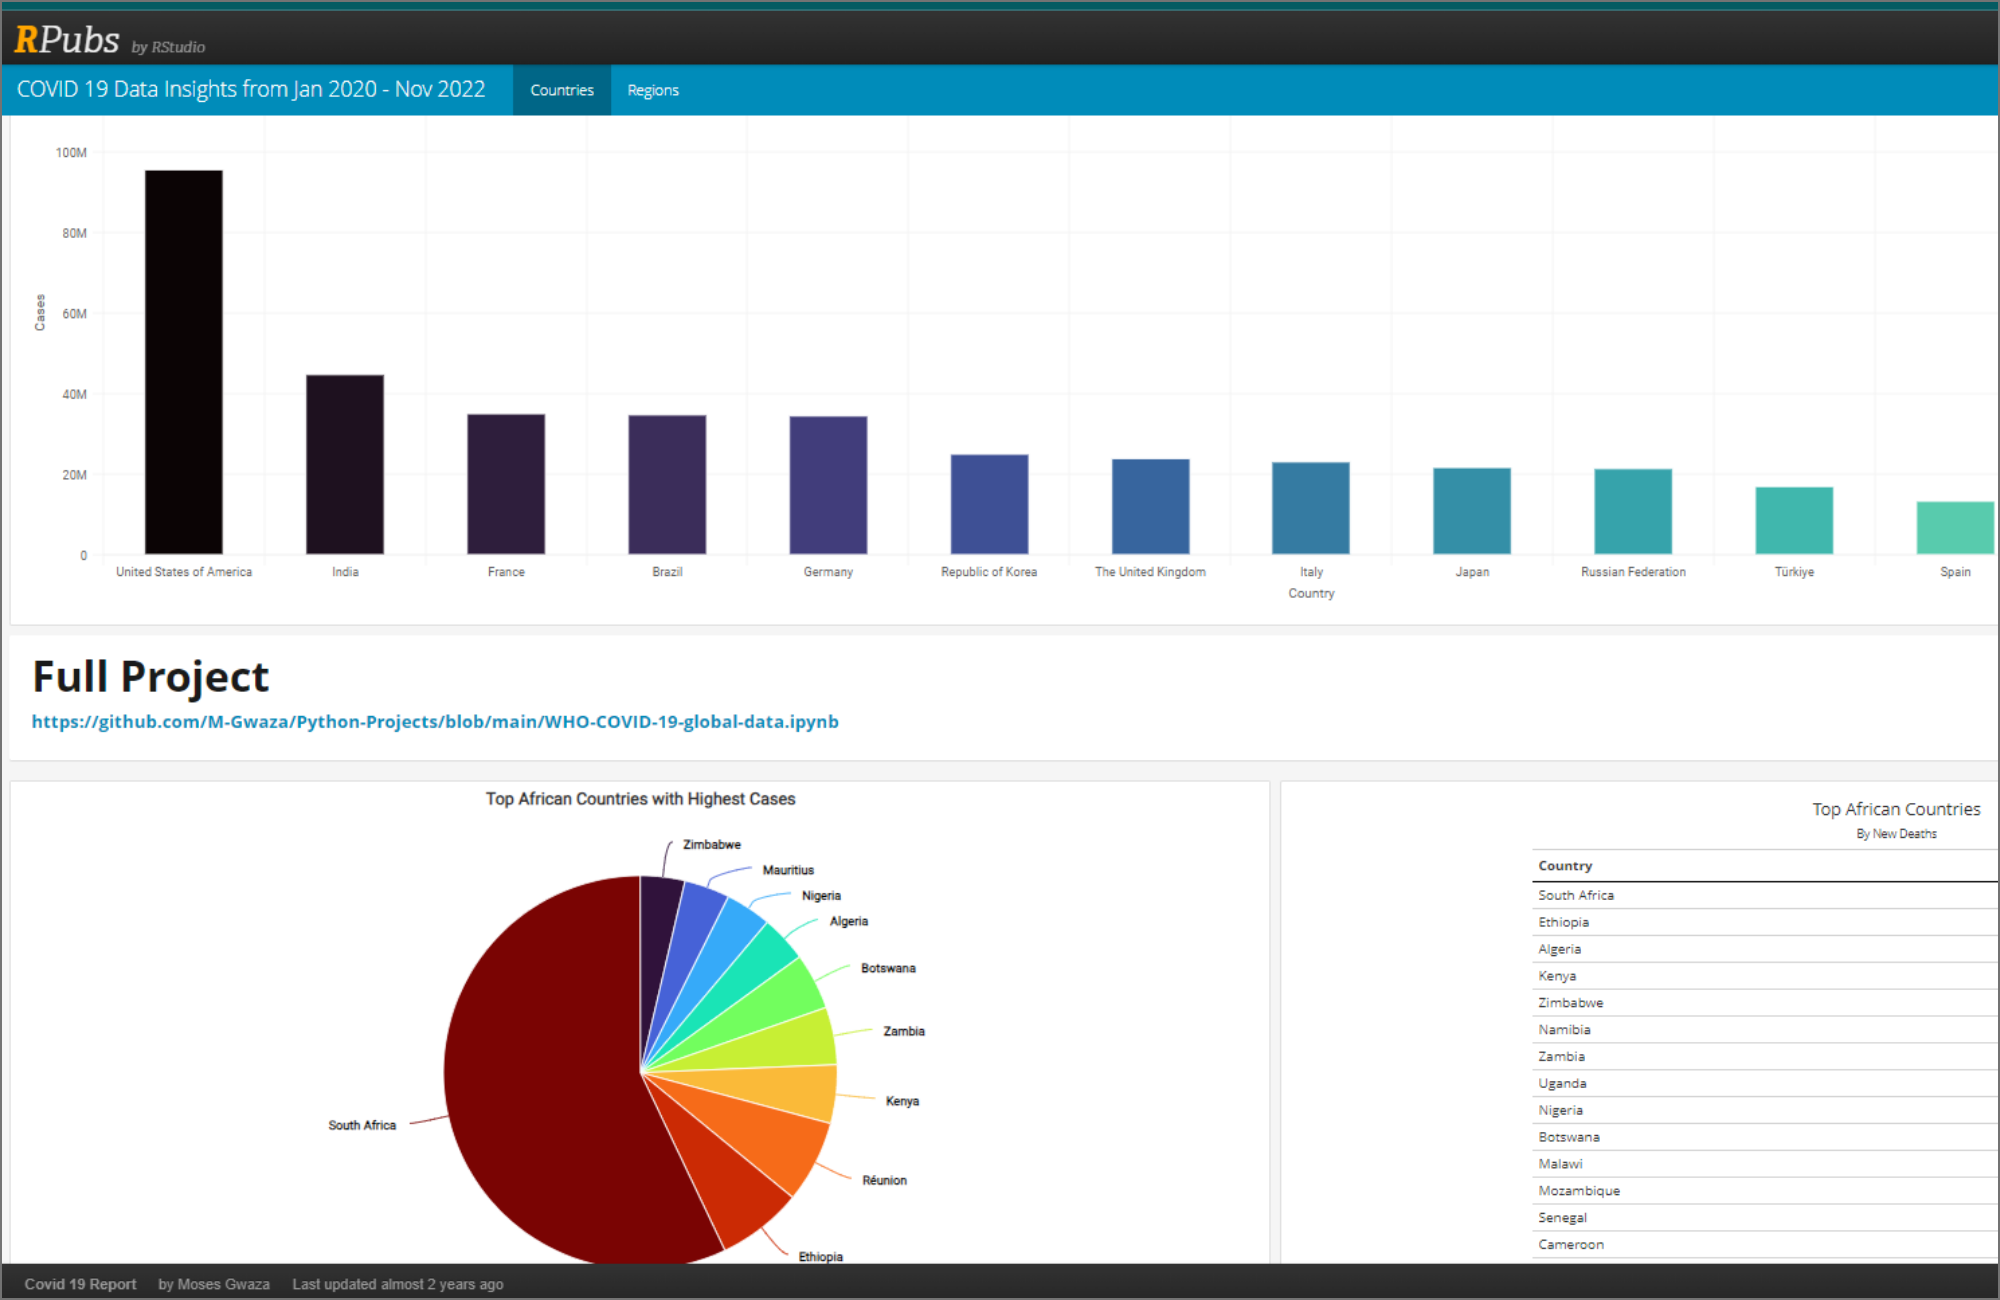 RPubs by RStudio
COVID 19 Data Insights from Jan 2020 - Nov 2022
Countries
Regions
100M
80M
60M
40M
20M
0
Cases
United States of America
India
France
Brazil
Germany
Republic of Korea
The United Kingdom
Italy
Japan
Russian Federation
Türkiye
Spain
Country
Full Project
https://github.com/M-Gwaza/Python-Projects/blob/main/WHO-COVID-19-global-data.ipynb
Top African Countries with Highest Cases
Zimbabwe
Mauritius
Nigeria
Algeria
Botswana
Zambia
Kenya
Réunion
Ethiopia
South Africa
Top African Countries
By New Deaths
Country
South Africa
Ethiopia
Algeria
Kenya
Zimbabwe
Namibia
Zambia
Uganda
Nigeria
Botswana
Malawi
Mozambique
Senegal
Cameroon
Covid 19 Report by Moses Gwaza Last updated almost 2 years ago